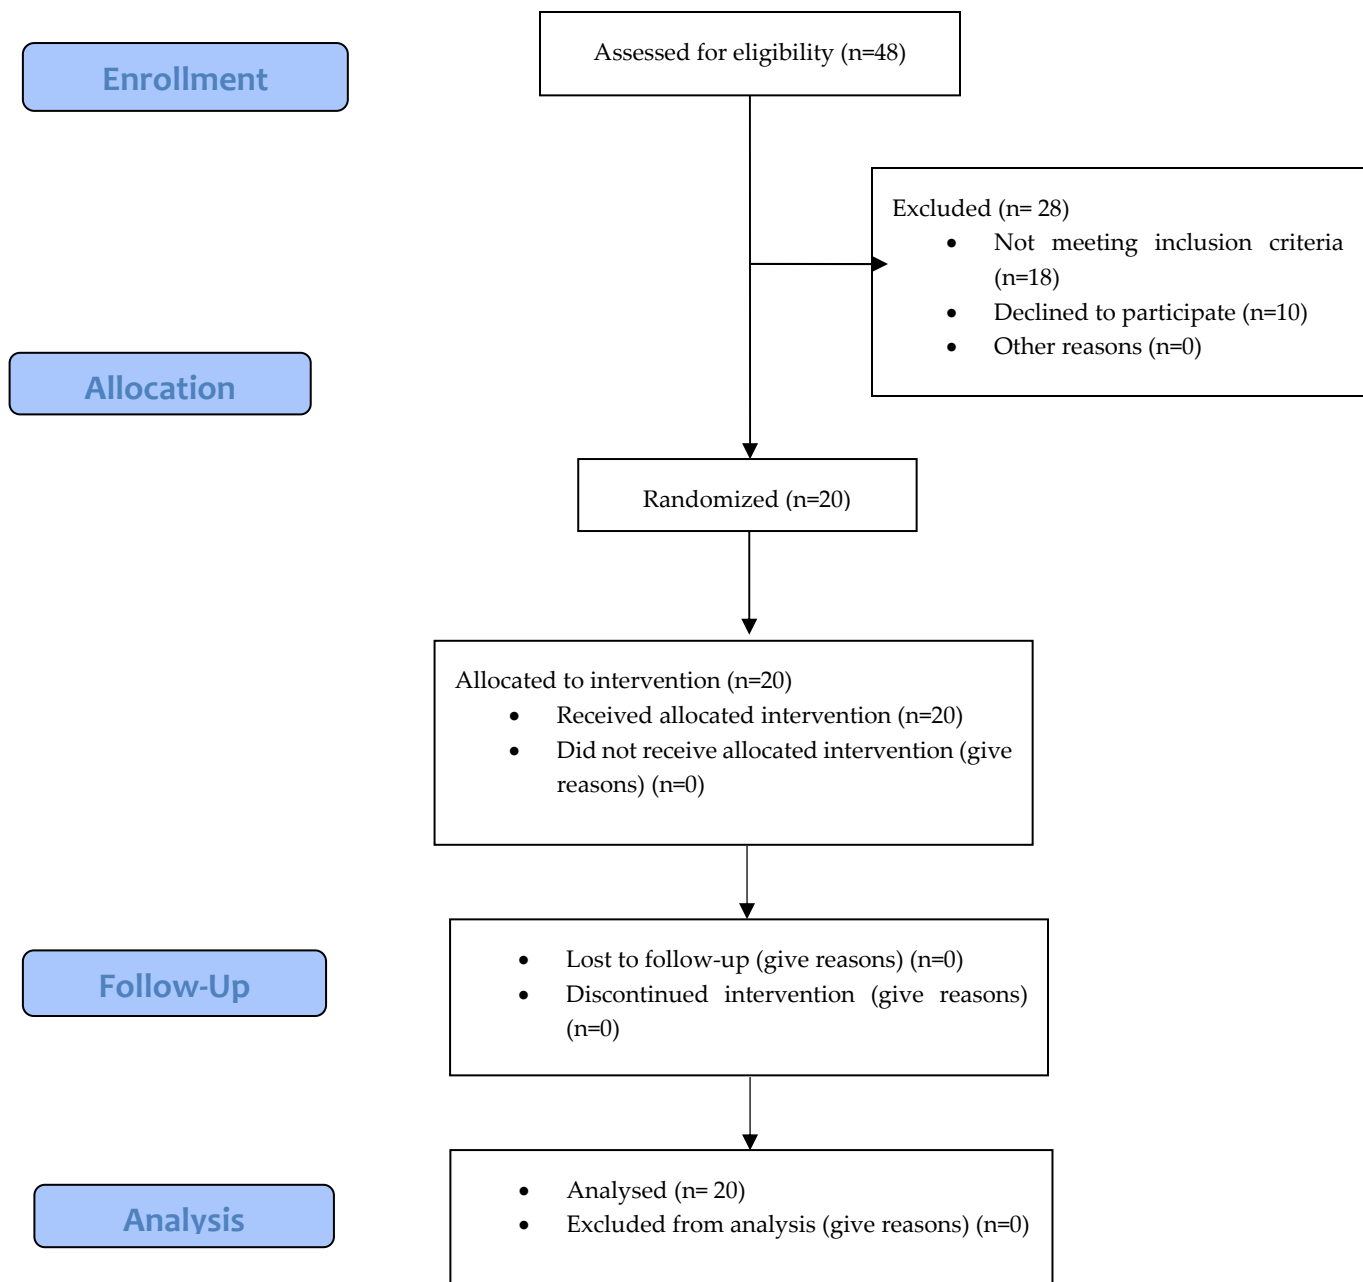 Enrollment
Assessed for eligibility (n=48)
Excluded (n= 28)
• Not meeting inclusion criteria
(n=18)
• Declined to participate (n=10)
• Other reasons (n=0)
Allocation
Randomized (n=20)
Allocated to intervention (n=20)
• Received allocated intervention (n=20)
• Did not receive allocated intervention (give
reasons) (n=0)
Follow-Up
• Lost to follow-up (give reasons) (n=0)
• Discontinued intervention (give reasons)
(n=0)
Analysis
• Analysed (n= 20)
• Excluded from analysis (give reasons) (n=0)